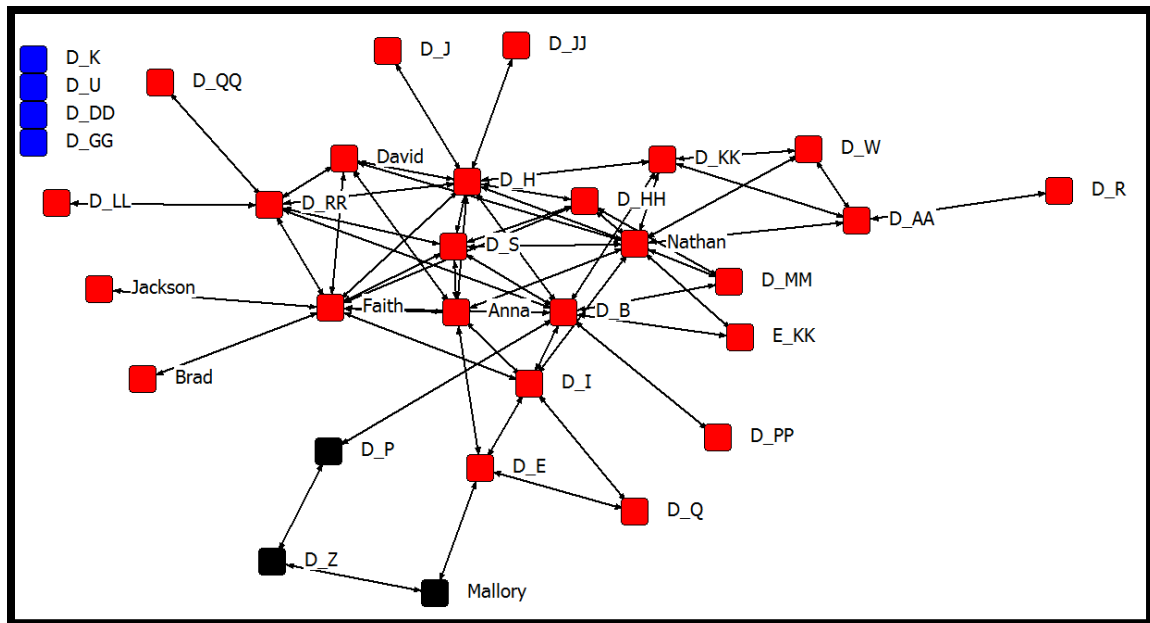 D_J
D_JJ
D_K
D_U
D_DD
D_GG
D_QQ
David
D_KK
D_W
D_H
D_HH
D_R
D_LL
D_RR
D_AA
D_S
Nathan
D_MM
Jackson
Faith
Anna
D_B
E_KK
Brad
D_I
D_PP
D_P
D_E
D_Q
D_Z
Mallory